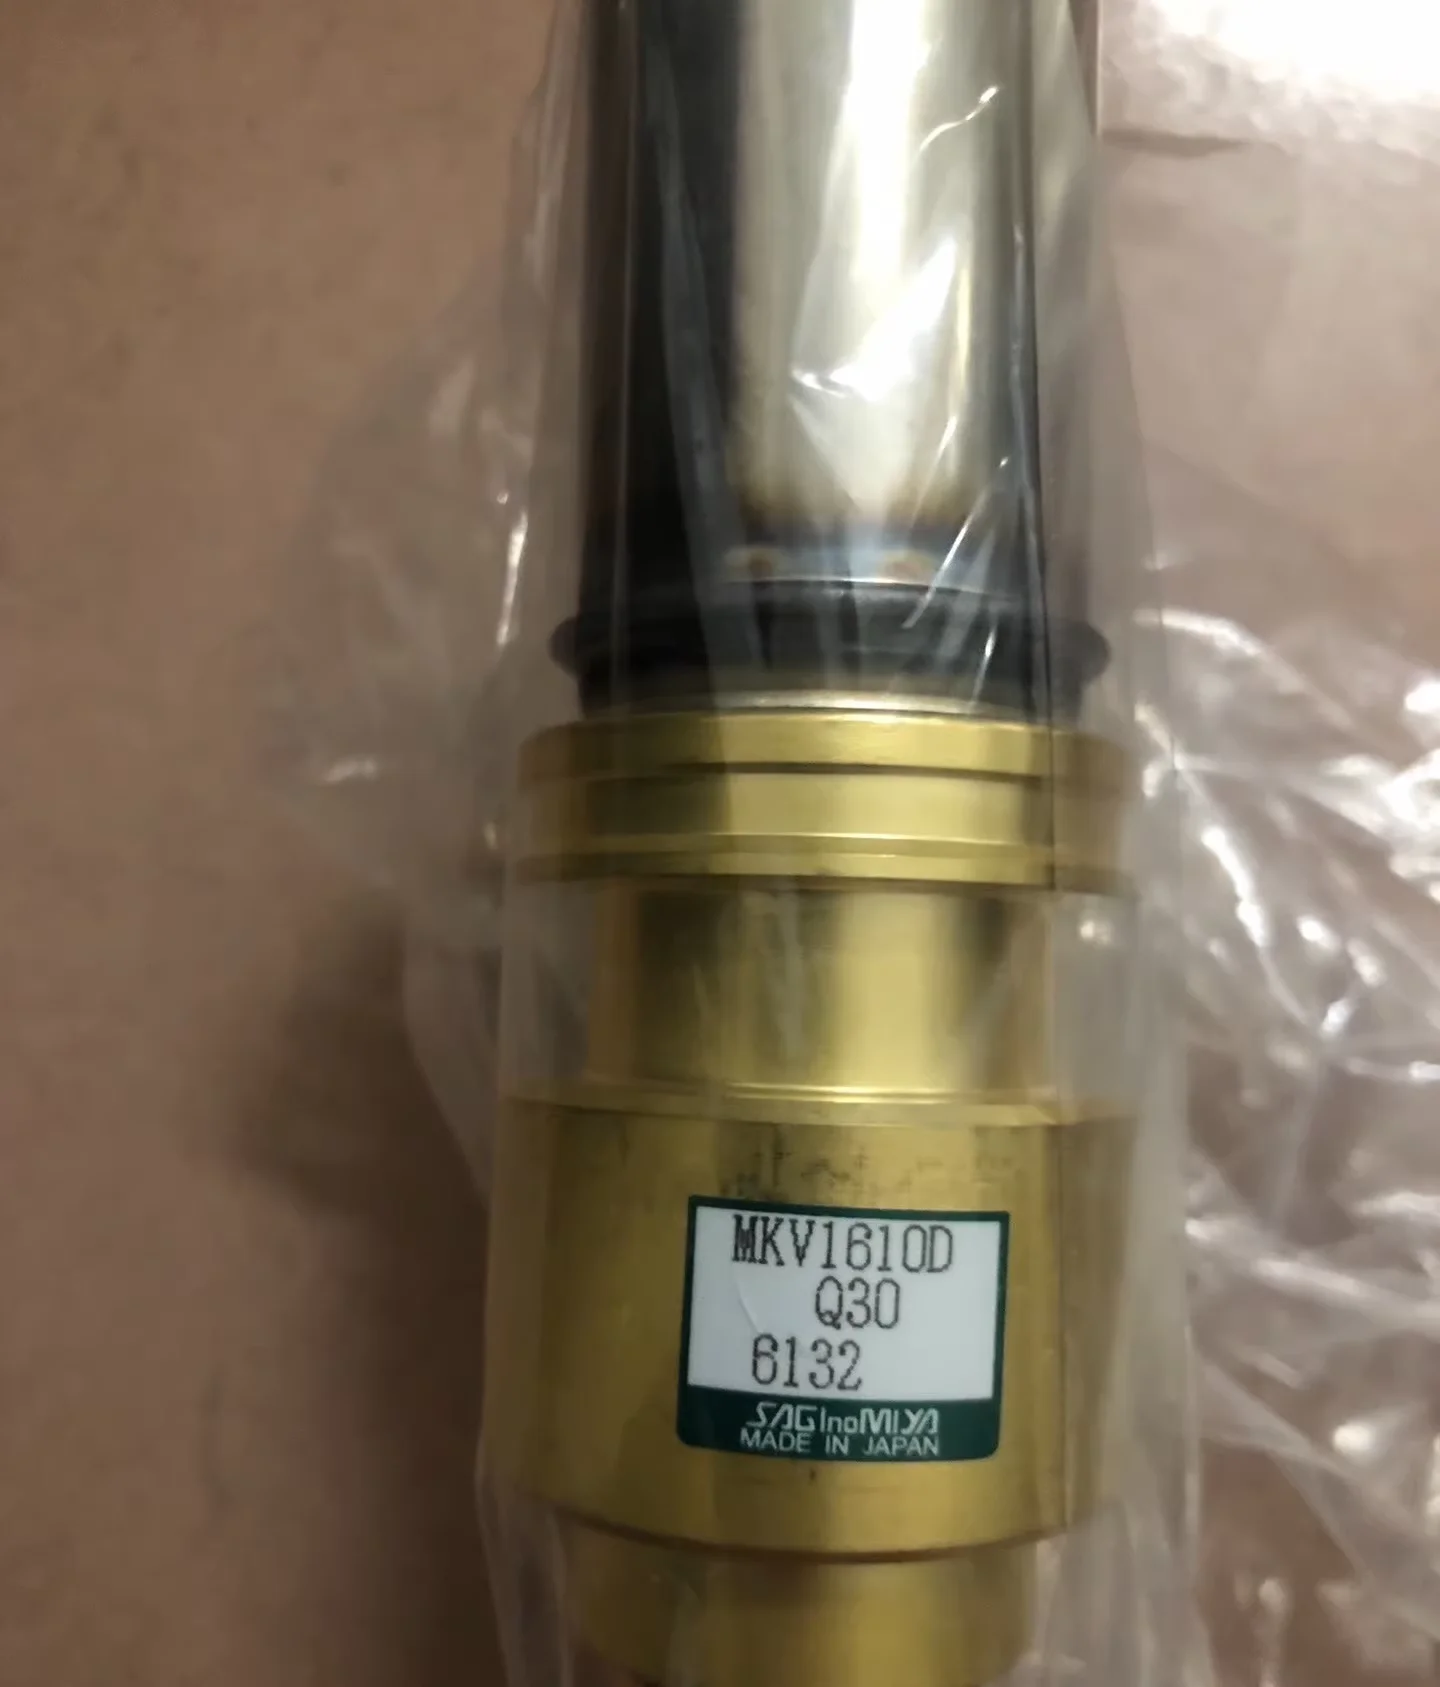 MKV1610D
Q30
6132
SAGInoMIYA
MADE IN JAPAN